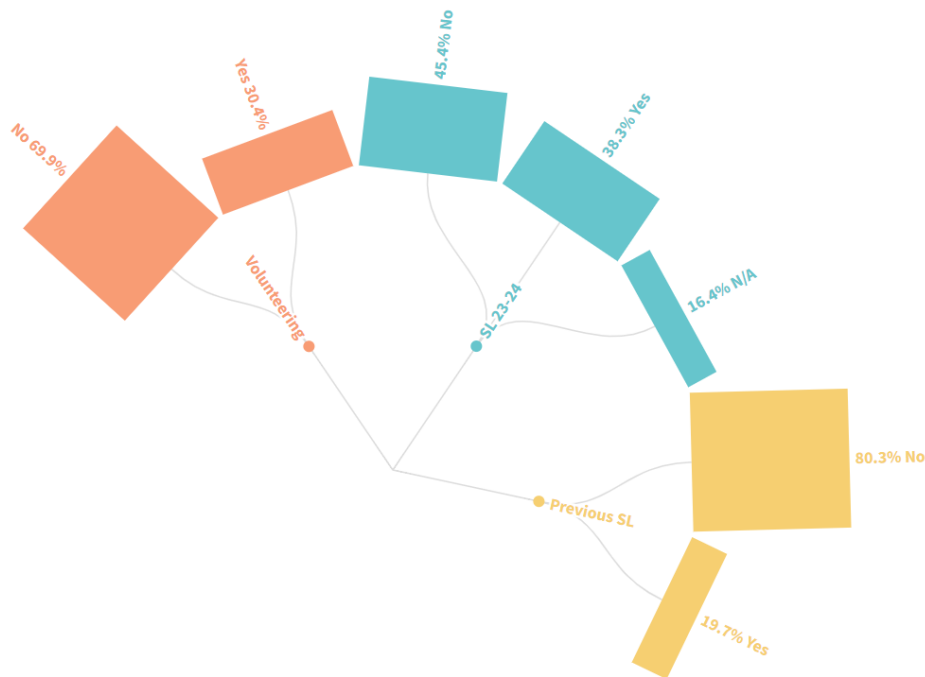 No 69.9%
Yes 30.4%
45.4% No
38.3% Yes
16.4% N/A
80.3% No
19.7% Yes
Volunteering
SL 23-24
Previous SL